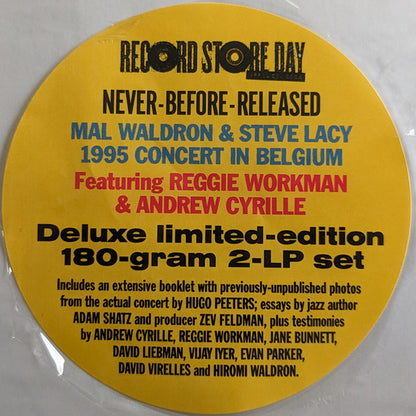 RECORD STORE DAY
NEVER-BEFORE-RELEASED
MAL WALDRON & STEVE LACY
1995 CONCERT IN BELGIUM
Featuring REGGIE WORKMAN
& ANDREW CYRILLE
Deluxe limited-edition
180-gram 2-LP set
Includes an extensive booklet with previously-unpublished photos
from the actual concert by HUGO PEETERS; essays by jazz author
ADAM SHATZ and producer ZEV FELDMAN, plus testimonies
by ANDREW CYRILLE, REGGIE WORKMAN, JANE BUNNETT,
DAVID LIEBMAN, VIJAY IYER, EVAN PARKER,
DAVID VIRELLES and HIROMI WALDRON.